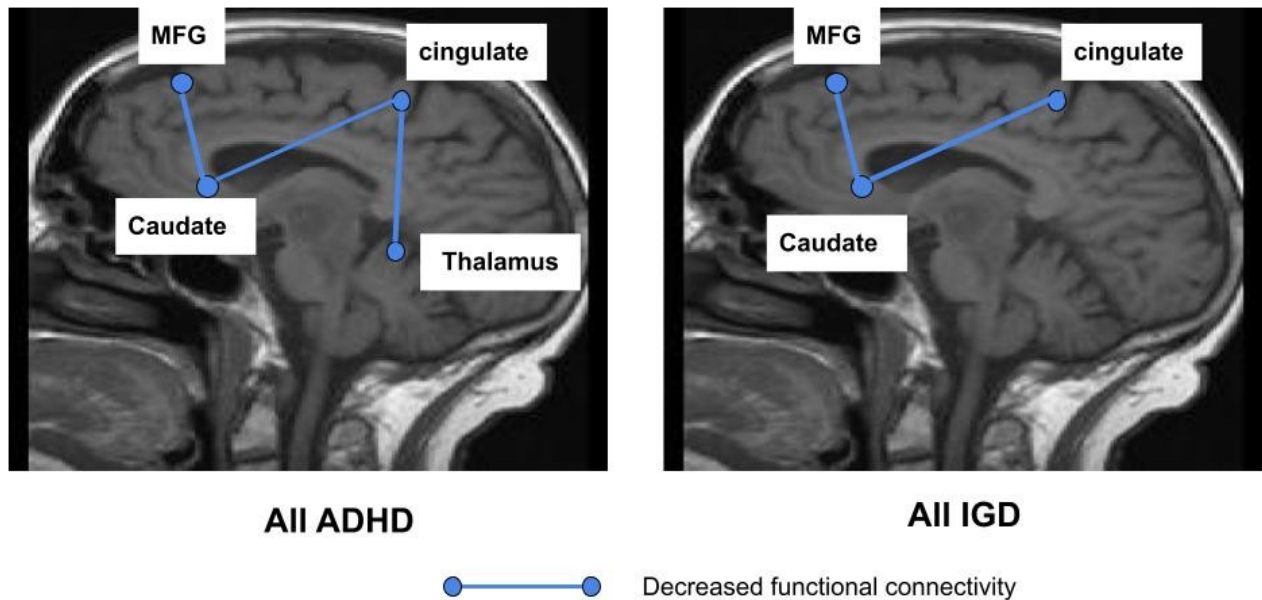 MFG
cingulate
Caudate
Thalamus
All ADHD
MFG
cingulate
Caudate
All IGD
Decreased functional connectivity